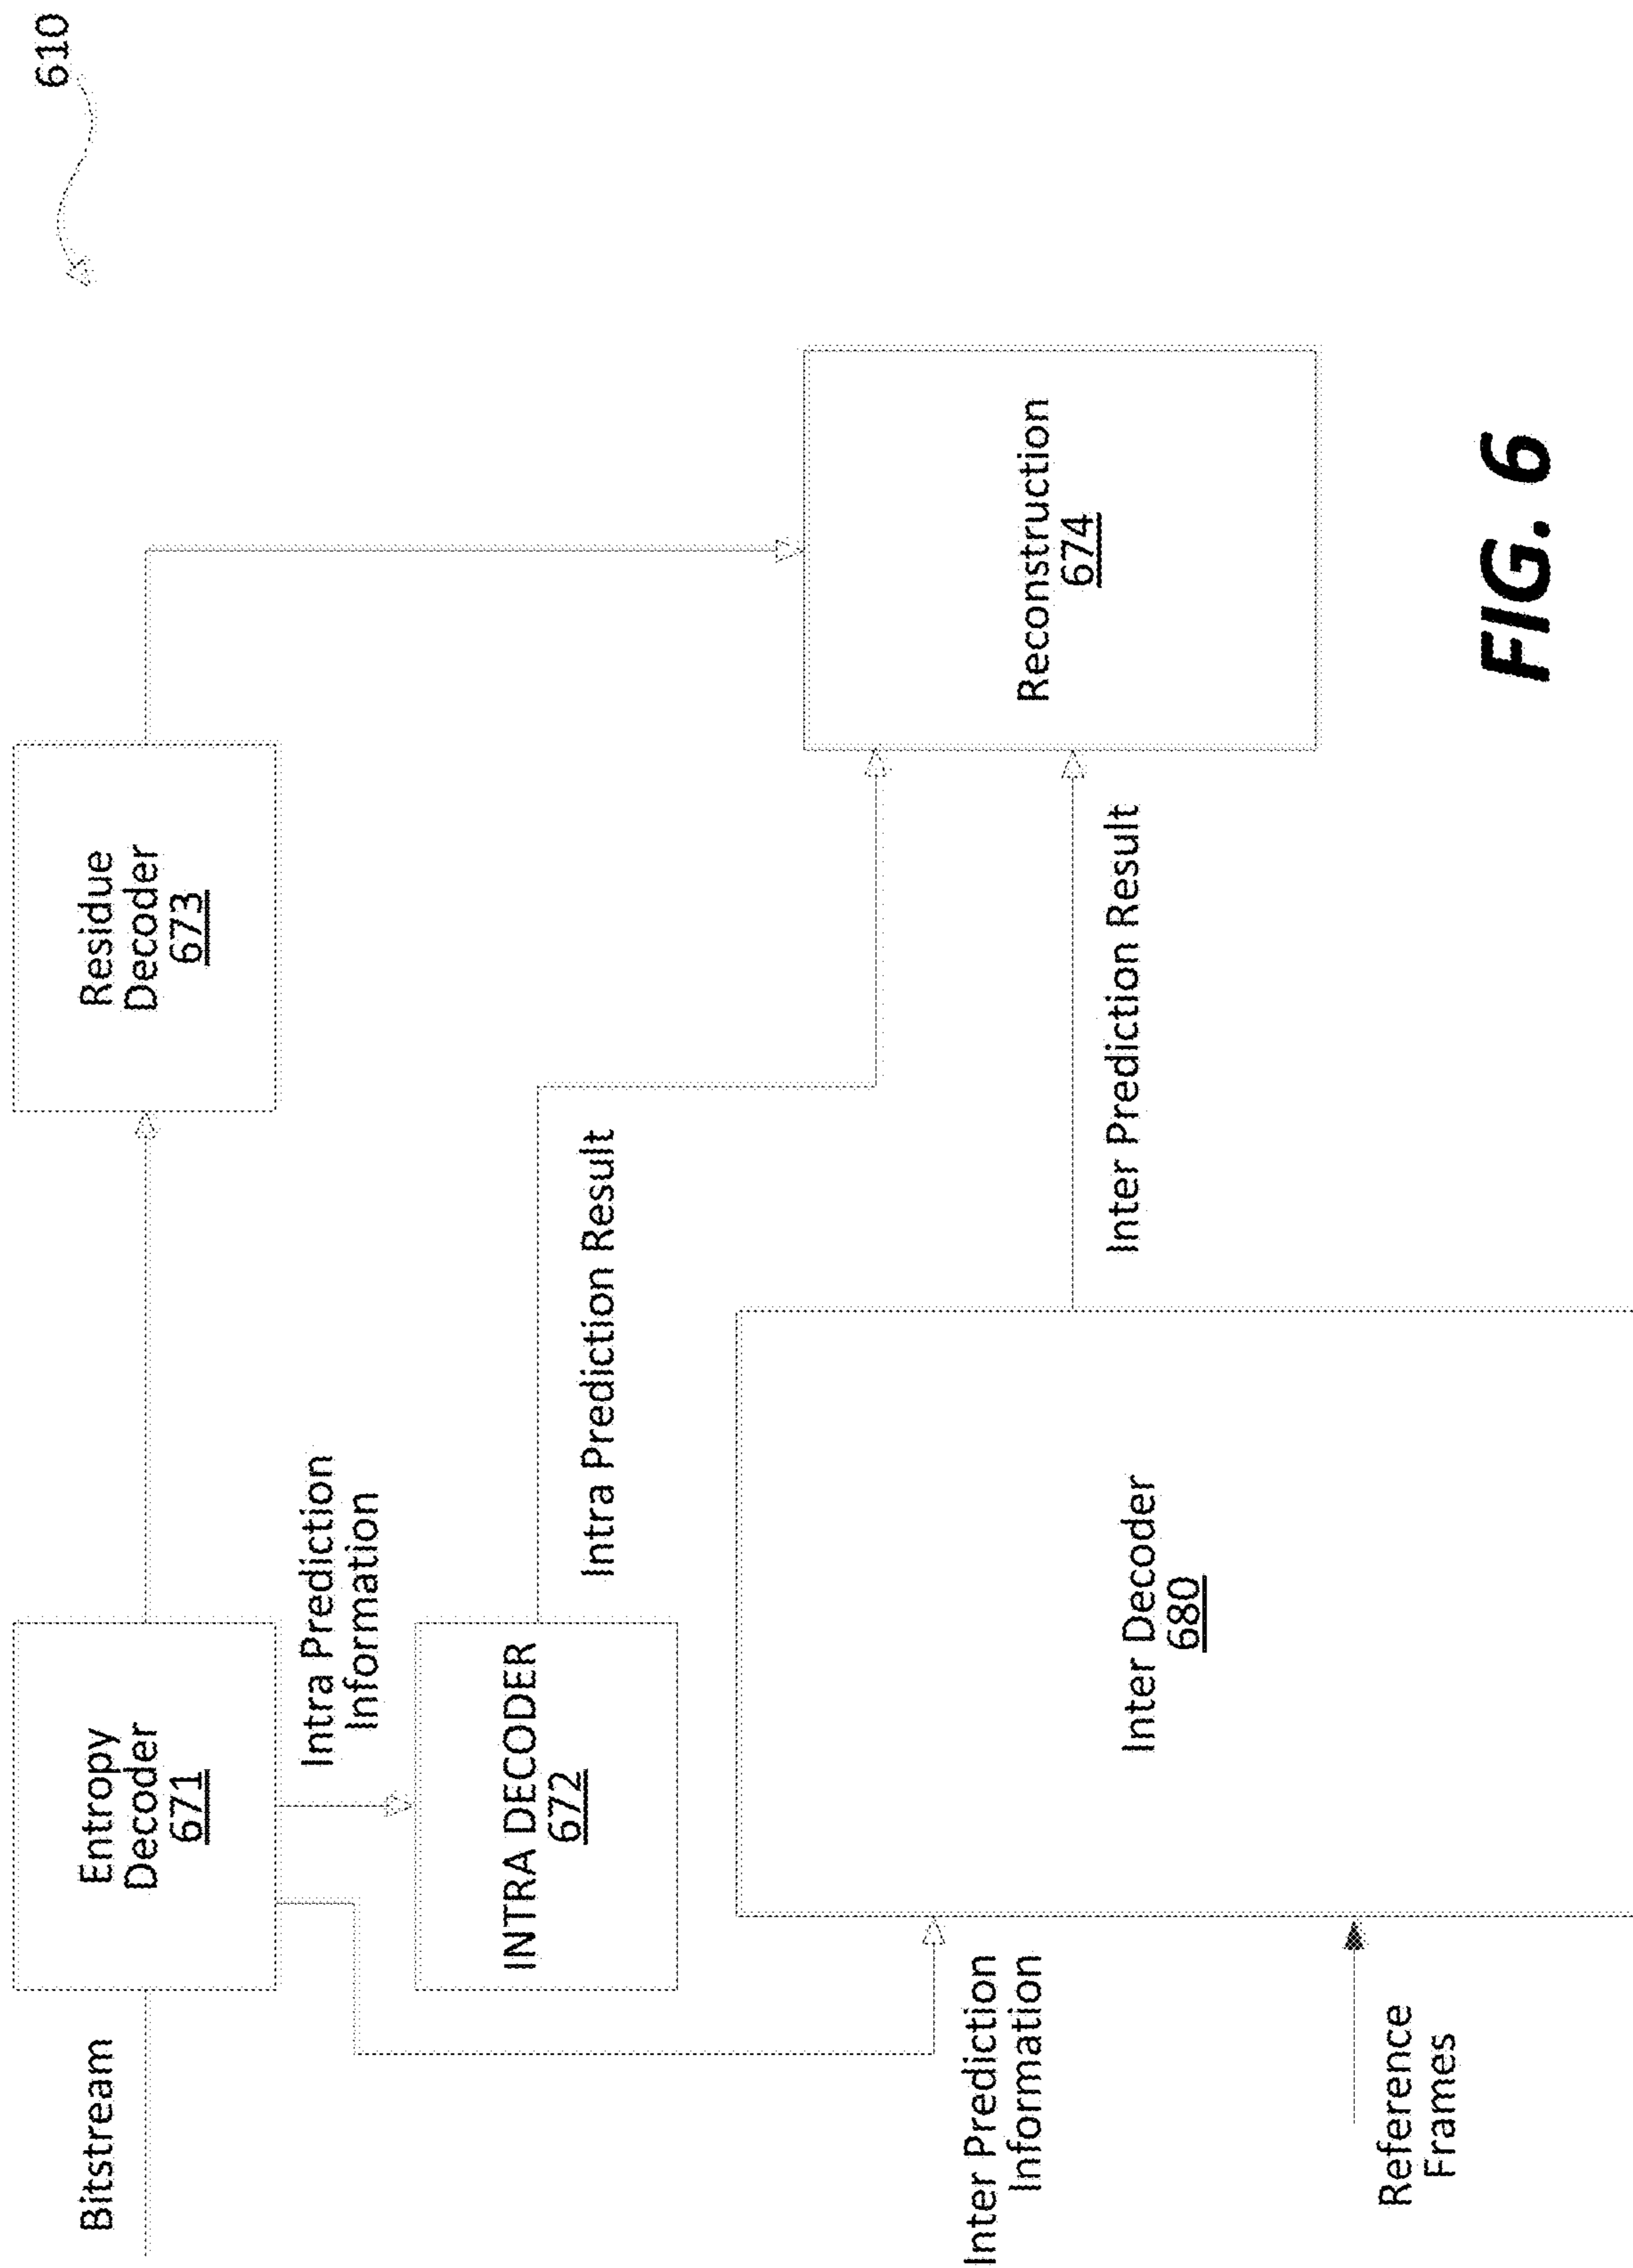 610
Bitstream
Entropy
Decoder
671
Residue
Decoder
673
Intra Prediction
Information
INTRA DECODER
672
Intra Prediction Result
Inter Prediction
Information
Inter Decoder
680
Inter Prediction Result
Reconstruction
674
Reference
Frames
FIG. 6